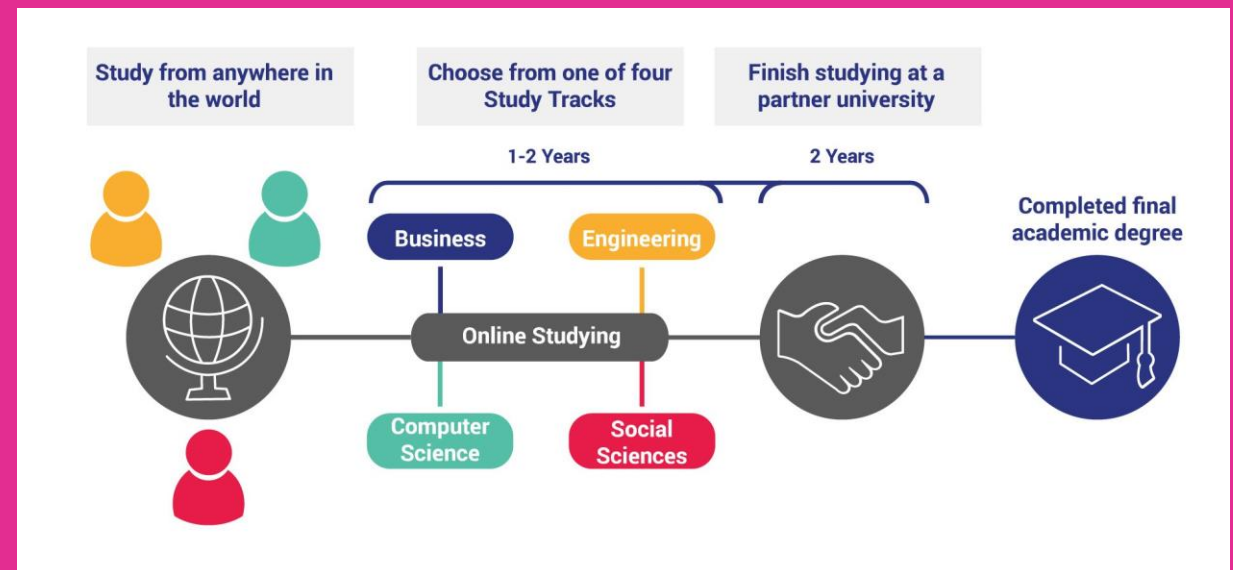 Study from anywhere in
the world
Choose from one of four
Study Tracks
Finish studying at a
partner university
1-2 Years
2 Years
Completed final
academic degree
Business
Engineering
Online Studying
Computer
Science
Social
Sciences